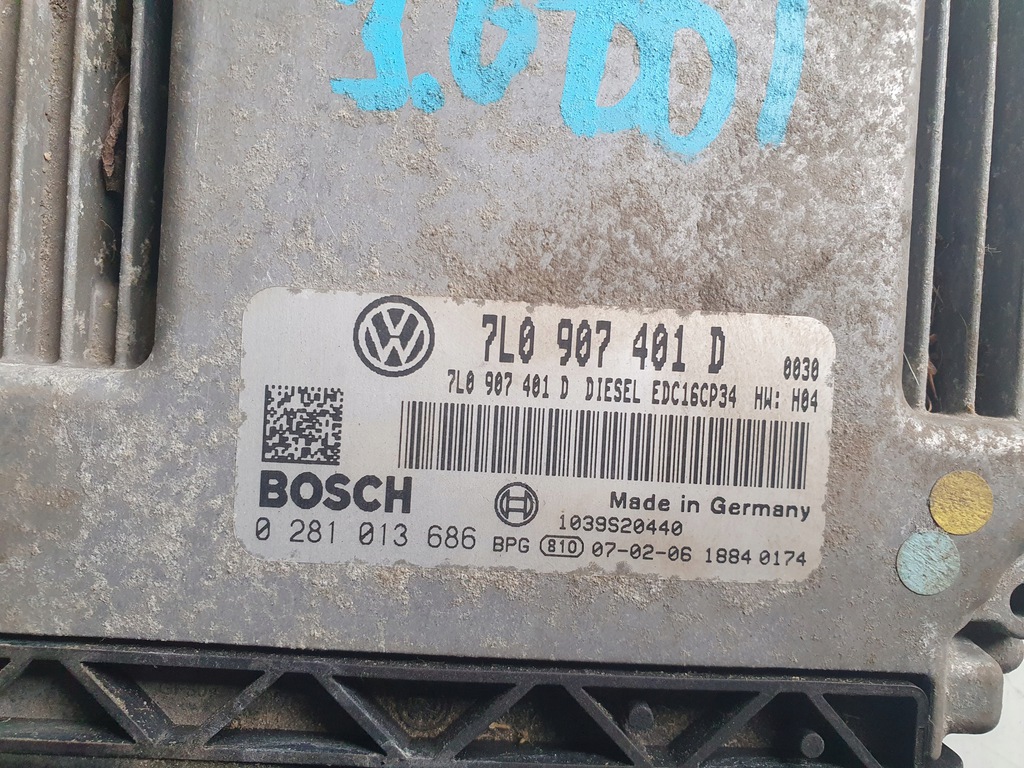 3.0TDI
7L0 907 401 D
0030
7L0 907 401 D DIESEL EDC16CP34 HW: H04
BOSCH
Made in Germany
1039S20440
0 281 013 686 BPG 810 07-02-06 1884 0174